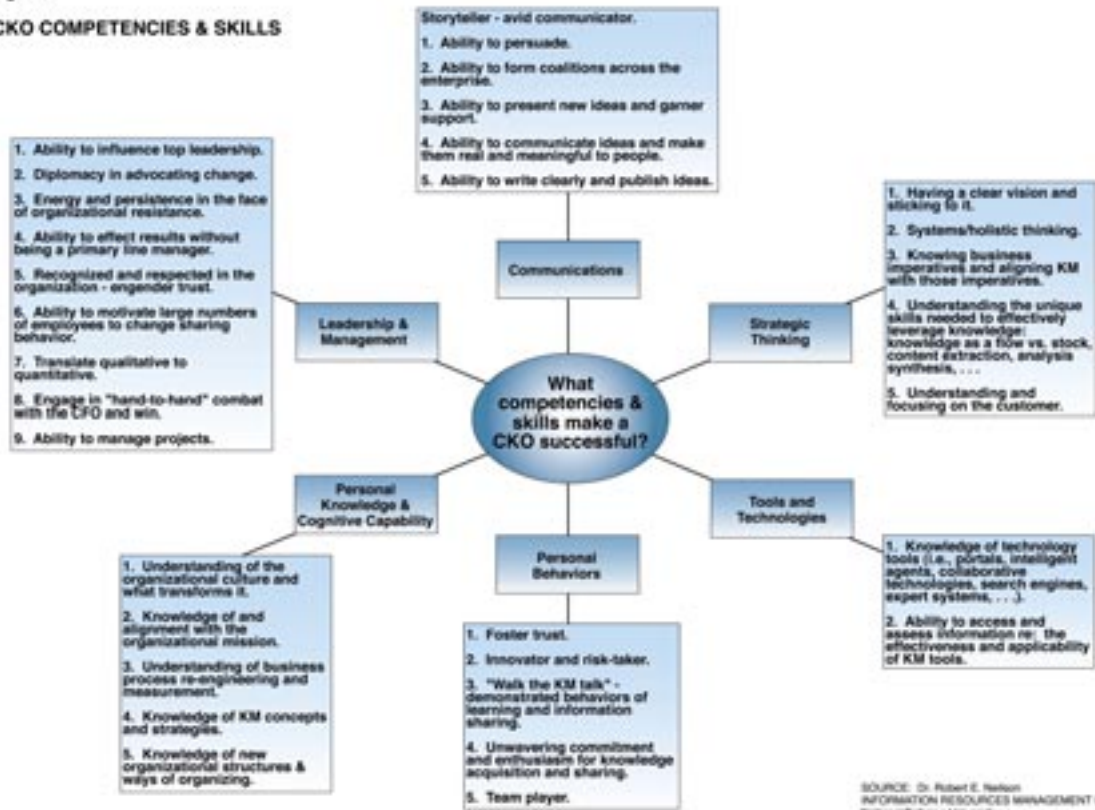 CKO COMPETENCIES & SKILLS
Storyteller - avid communicator.
1. Ability to persuade.
2. Ability to form coalitions across the
enterprise.
3. Ability to present new ideas and garner
support.
4. Ability to communicate ideas and make
them real and meaningful to people.
5. Ability to write clearly and publish ideas.
Communications
1. Ability to influence top leadership.
2. Diplomacy in advocating change.
3. Energy and persistence in the face
of organizational resistance.
4. Ability to effect results without
being a primary line manager.
5. Recognized and respected in the
organization - engender trust.
6. Ability to motivate large numbers
of employees to change sharing
behavior.
7. Translate qualitative to
quantitative.
8. Engage in "hand-to-hand" combat
with the CFO and win.
9. Ability to manage projects.
Leadership &
Management
1. Having a clear vision and
sticking to it.
2. Systems/holistic thinking.
3. Knowing business
imperatives and aligning KM
with those imperatives.
4. Understanding the unique
skills needed to effectively
leverage knowledge:
knowledge as a flow vs. stock,
content extraction, analysis
synthesis, . . .
5. Understanding and
focusing on the customer.
Strategic
Thinking
What
competencies &
skills make a
CKO successful?
Personal
Knowledge &
Cognitive Capability
1. Understanding of the
organizational culture and
what transforms it.
2. Knowledge of and
alignment with the
organizational mission.
3. Understanding of business
process re-engineering and
measurement.
4. Knowledge of KM concepts
and strategies.
5. Knowledge of new
organizational structures &
ways of organizing.
Personal
Behaviors
1. Foster trust.
2. Innovator and risk-taker.
3. "Walk the KM talk" -
demonstrated behaviors of
learning and information
sharing.
4. Unwavering commitment
and enthusiasm for knowledge
acquisition and sharing.
5. Team player.
Tools and
Technologies
1. Knowledge of technology
tools (i.e., portals, intelligent
agents, collaborative
technologies, search engines,
expert systems, . . .).
2. Ability to access and
assess information re: the
effectiveness and applicability
of KM tools.
SOURCE: Dr. Robert E. Neilson
INFORMATION RESOURCES MANAGEMENT